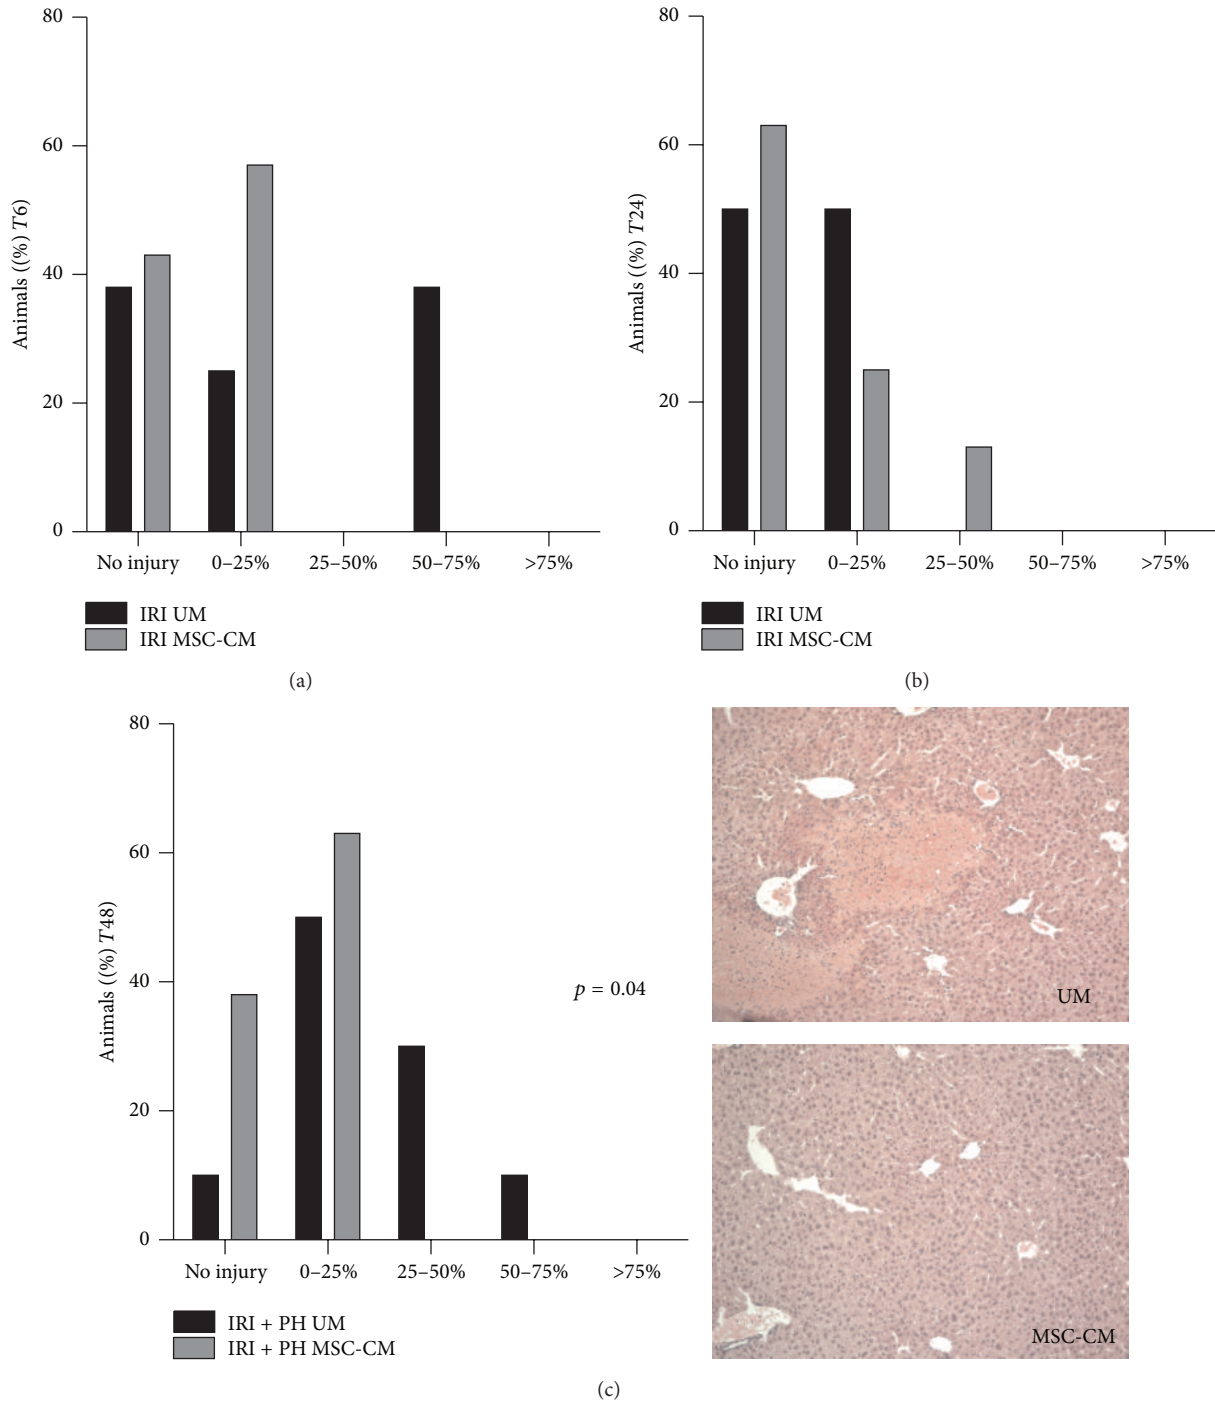 80
60
40
20
0
Animals ((%) T6)
No injury 0–25% 25–50% 50–75% >75%
IRI UM
IRI MSC-CM
(a)
80
60
40
20
0
Animals ((%) T24)
No injury 0–25% 25–50% 50–75% >75%
IRI UM
IRI MSC-CM
(b)
80
60
40
20
0
Animals ((%) T48)
p = 0.04
No injury 0–25% 25–50% 50–75% >75%
IRI + PH UM
IRI + PH MSC-CM
UM
MSC-CM
(c)